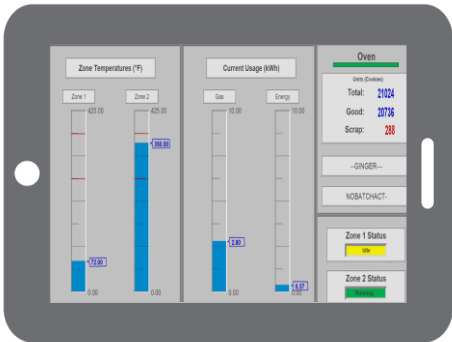 Zone Temperatures (°F)
Zone 1
Zone 2
425.00
425.00
350.60
72.00
0.00
0.00
Current Usage (kWh)
Gas
Energy
10.00
10.00
2.80
0.37
0.00
0.00
Oven
Units (Cookies)
Total: 21024
Good: 20736
Scrap: 288
--GINGER---
NOBATCHACT-
Zone 1 Status
Idle
Zone 2 Status
Running